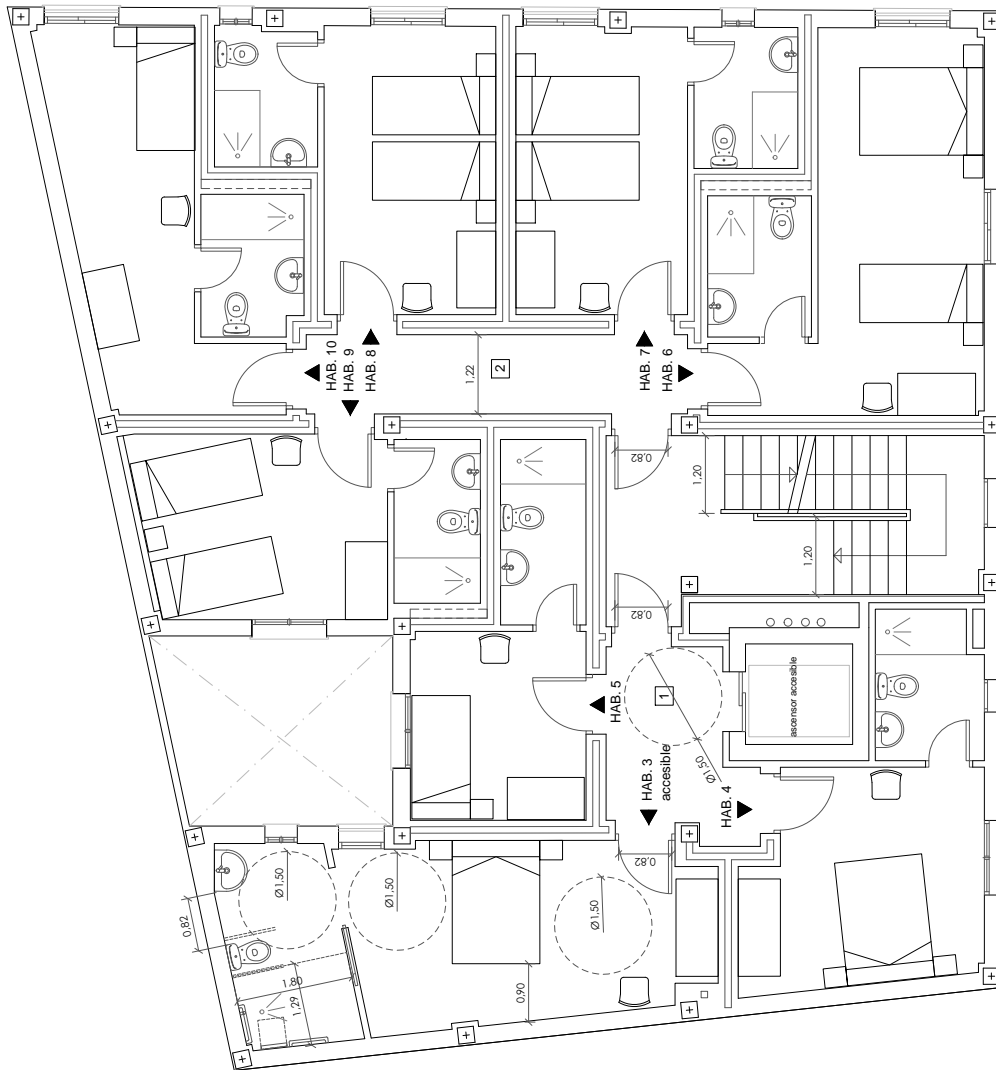 HAB. 10
HAB. 9
HAB. 8
1,22
2
HAB. 7
HAB. 6
0,82
1,20
1,20
0,82
HAB. 5
1
Ø1,50
HAB. 3
accesible
HAB. 4
ascensor accesible
0,82
Ø1,50
Ø1,50
Ø1,50
0,82
1,80
1,29
0,90